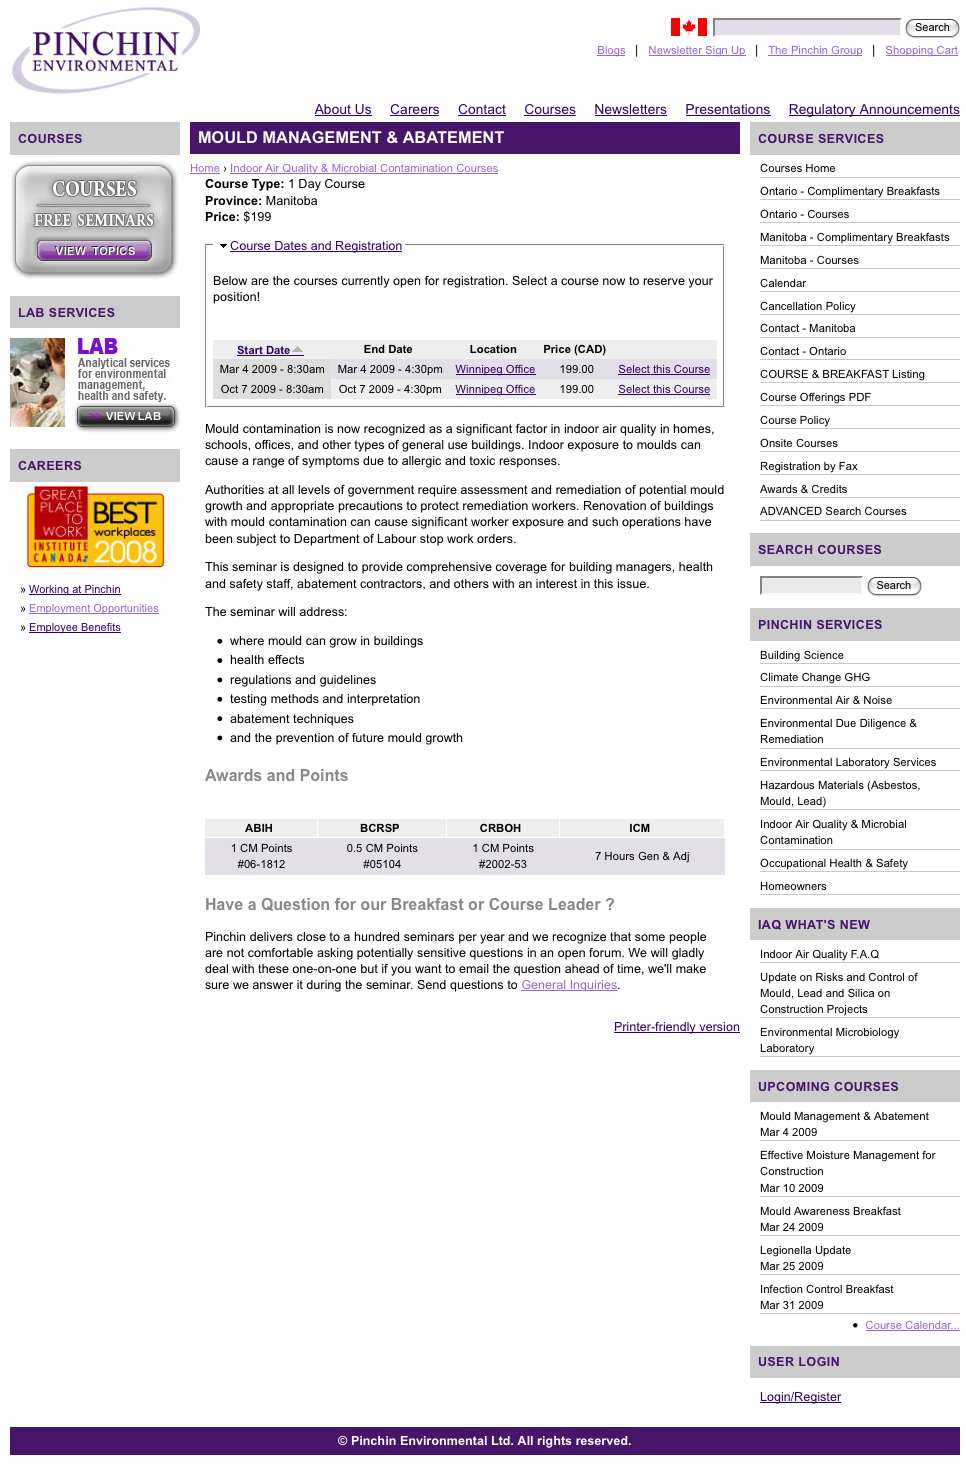 PINCHIN
ENVIRONMENTAL
Search
Blogs | Newsletter Sign Up | The Pinchin Group | Shopping Cart
About Us Careers Contact Courses Newsletters Presentations Regulatory Announcements
COURSES
COURSES
FREE SEMINARS
VIEW TOPICS
LAB SERVICES
LAB
Analytical services
for environmental
management,
health and safety.
>> VIEW LAB
CAREERS
GREAT
PLACE
TO
WORK
INSTITUTE
CANADA
BEST
workplaces
2008
» Working at Pinchin
» Employment Opportunities
» Employee Benefits
MOULD MANAGEMENT & ABATEMENT
Home › Indoor Air Quality & Microbial Contamination Courses
Course Type: 1 Day Course
Province: Manitoba
Price: $199
Course Dates and Registration
Below are the courses currently open for registration. Select a course now to reserve your
position!
Start Date End Date Location Price (CAD)
Mar 4 2009 - 8:30am Mar 4 2009 - 4:30pm Winnipeg Office 199.00 Select this Course
Oct 7 2009 - 8:30am Oct 7 2009 - 4:30pm Winnipeg Office 199.00 Select this Course
Mould contamination is now recognized as a significant factor in indoor air quality in homes,
schools, offices, and other types of general use buildings. Indoor exposure to moulds can
cause a range of symptoms due to allergic and toxic responses.
Authorities at all levels of government require assessment and remediation of potential mould
growth and appropriate precautions to protect remediation workers. Renovation of buildings
with mould contamination can cause significant worker exposure and such operations have
been subject to Department of Labour stop work orders.
This seminar is designed to provide comprehensive coverage for building managers, health
and safety staff, abatement contractors, and others with an interest in this issue.
The seminar will address:
• where mould can grow in buildings
• health effects
• regulations and guidelines
• testing methods and interpretation
• abatement techniques
• and the prevention of future mould growth
Awards and Points
ABIH BCRSP CRBOH ICM
1 CM Points 0.5 CM Points 1 CM Points 7 Hours Gen & Adj
#06-1812 #05104 #2002-53
Have a Question for our Breakfast or Course Leader ?
Pinchin delivers close to a hundred seminars per year and we recognize that some people
are not comfortable asking potentially sensitive questions in an open forum. We will gladly
deal with these one-on-one but if you want to email the question ahead of time, we'll make
sure we answer it during the seminar. Send questions to General Inquiries.
Printer-friendly version
COURSE SERVICES
Courses Home
Ontario - Complimentary Breakfasts
Ontario - Courses
Manitoba - Complimentary Breakfasts
Manitoba - Courses
Calendar
Cancellation Policy
Contact - Manitoba
Contact - Ontario
COURSE & BREAKFAST Listing
Course Offerings PDF
Course Policy
Onsite Courses
Registration by Fax
Awards & Credits
ADVANCED Search Courses
SEARCH COURSES
Search
PINCHIN SERVICES
Building Science
Climate Change GHG
Environmental Air & Noise
Environmental Due Diligence &
Remediation
Environmental Laboratory Services
Hazardous Materials (Asbestos,
Mould, Lead)
Indoor Air Quality & Microbial
Contamination
Occupational Health & Safety
Homeowners
IAQ WHAT'S NEW
Indoor Air Quality F.A.Q
Update on Risks and Control of
Mould, Lead and Silica on
Construction Projects
Environmental Microbiology
Laboratory
UPCOMING COURSES
Mould Management & Abatement
Mar 4 2009
Effective Moisture Management for
Construction
Mar 10 2009
Mould Awareness Breakfast
Mar 24 2009
Legionella Update
Mar 25 2009
Infection Control Breakfast
Mar 31 2009
• Course Calendar...
USER LOGIN
Login/Register
© Pinchin Environmental Ltd. All rights reserved.